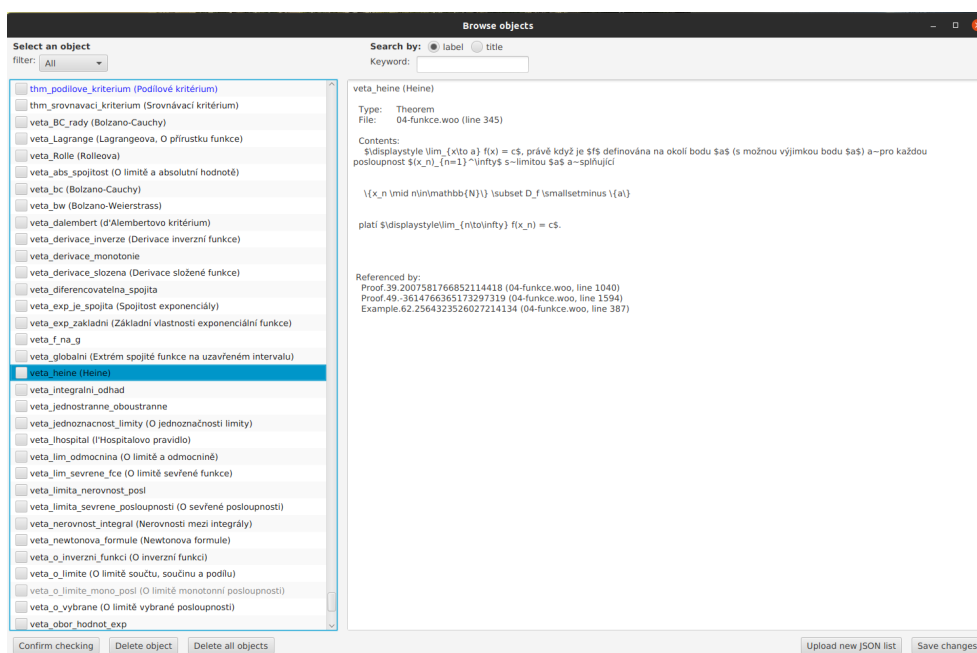 Browse objects
Select an object
filter: All
Search by: label title
Keyword:
thm_podilove_kriterium (Podílové kritérium)
thm_srovnavaci_kriterium (Srovnávací kritérium)
veta_BC_rady (Bolzano-Cauchy)
veta_Lagrange (Lagrangeova, O přírustku funkce)
veta_Rolle (Rolleova)
veta_abs_spojitost (O limitě a absolutní hodnotě)
veta_bc (Bolzano-Cauchy)
veta_bw (Bolzano-Weierstrass)
veta_dalembert (d'Alembertovo kritérium)
veta_derivace_inverze (Derivace inverzní funkce)
veta_derivace_monotonie
veta_derivace_slozena (Derivace složené funkce)
veta_diferencovatelna_spojita
veta_exp_je_spojita (Spojitost exponenciály)
veta_exp_zakladni (Základní vlastnosti exponenciální funkce)
veta_f_na_g
veta_globalni (Extrém spojité funkce na uzavřeném intervalu)
veta_heine (Heine)
veta_integralni_odhad
veta_jednostranne_oboustranne
veta_jednoznacnost_limity (O jednoznačnosti limity)
veta_lhospital (l'Hospitalovo pravidlo)
veta_lim_odmocnina (O limitě a odmocnině)
veta_lim_sevrene_fce (O limitě sevřené funkce)
veta_limita_nerovnost_posl
veta_limita_sevrene_posloupnosti (O sevřené posloupnosti)
veta_nerovnost_integral (Nerovnosti mezi integrály)
veta_newtonova_formule (Newtonova formule)
veta_o_inverzni_funkci (O inverzní funkci)
veta_o_limite (O limitě součtu, součinu a podílu)
veta_o_limite_mono_posl (O limitě monotonní posloupnosti)
veta_o_vybrane (O limitě vybrané posloupnosti)
veta_obor_hodnot_exp
veta_heine (Heine)
Type: Theorem
File: 04-funkce.woo (line 345)
Contents:
$\displaystyle \lim_{x\to a} f(x) = c$, právě když je $f$ definována na okolí bodu $a$ (s možnou výjimkou bodu $a$) a~pro každou
posloupnost $(x_n)_{n=1}^\infty$ s~limitou $a$ a~splňující
\{x_n \mid n\in\mathbb{N}\} \subset D_f \smallsetminus \{a\}
platí $\displaystyle\lim_{n\to\infty} f(x_n) = c$.
Referenced by:
Proof.39.2007581766852114418 (04-funkce.woo, line 1040)
Proof.49.-3614766365173297319 (04-funkce.woo, line 1594)
Example.62.2564323526027214134 (04-funkce.woo, line 387)
Confirm checking Delete object Delete all objects Upload new JSON list Save changes